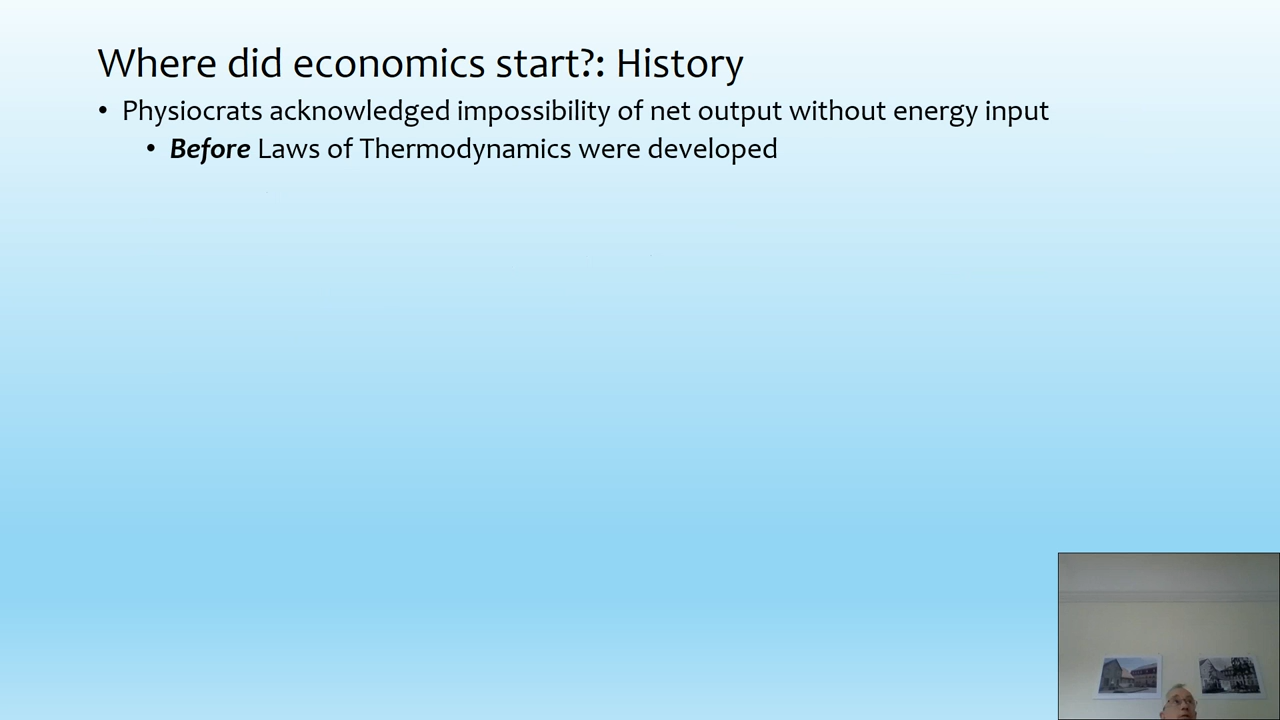 Where did economics start?: History
• Physiocrats acknowledged impossibility of net output without energy input
• Before Laws of Thermodynamics were developed